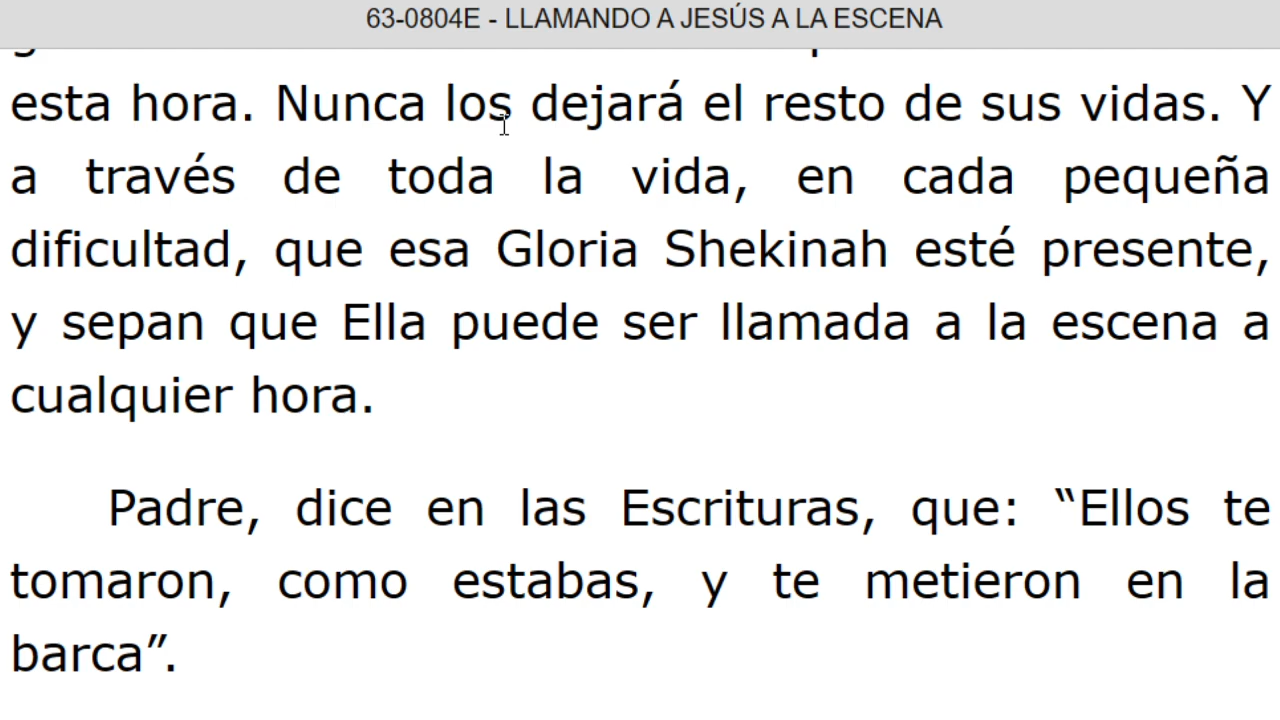 63-0804E - LLAMANDO A JESÚS A LA ESCENA
esta hora. Nunca los dejará el resto de sus vidas. Y
a través de toda la vida, en cada pequeña
dificultad, que esa Gloria Shekinah esté presente,
y sepan que Ella puede ser llamada a la escena a
cualquier hora.
Padre, dice en las Escrituras, que: “Ellos te
tomaron, como estabas, y te metieron en la
barca”.